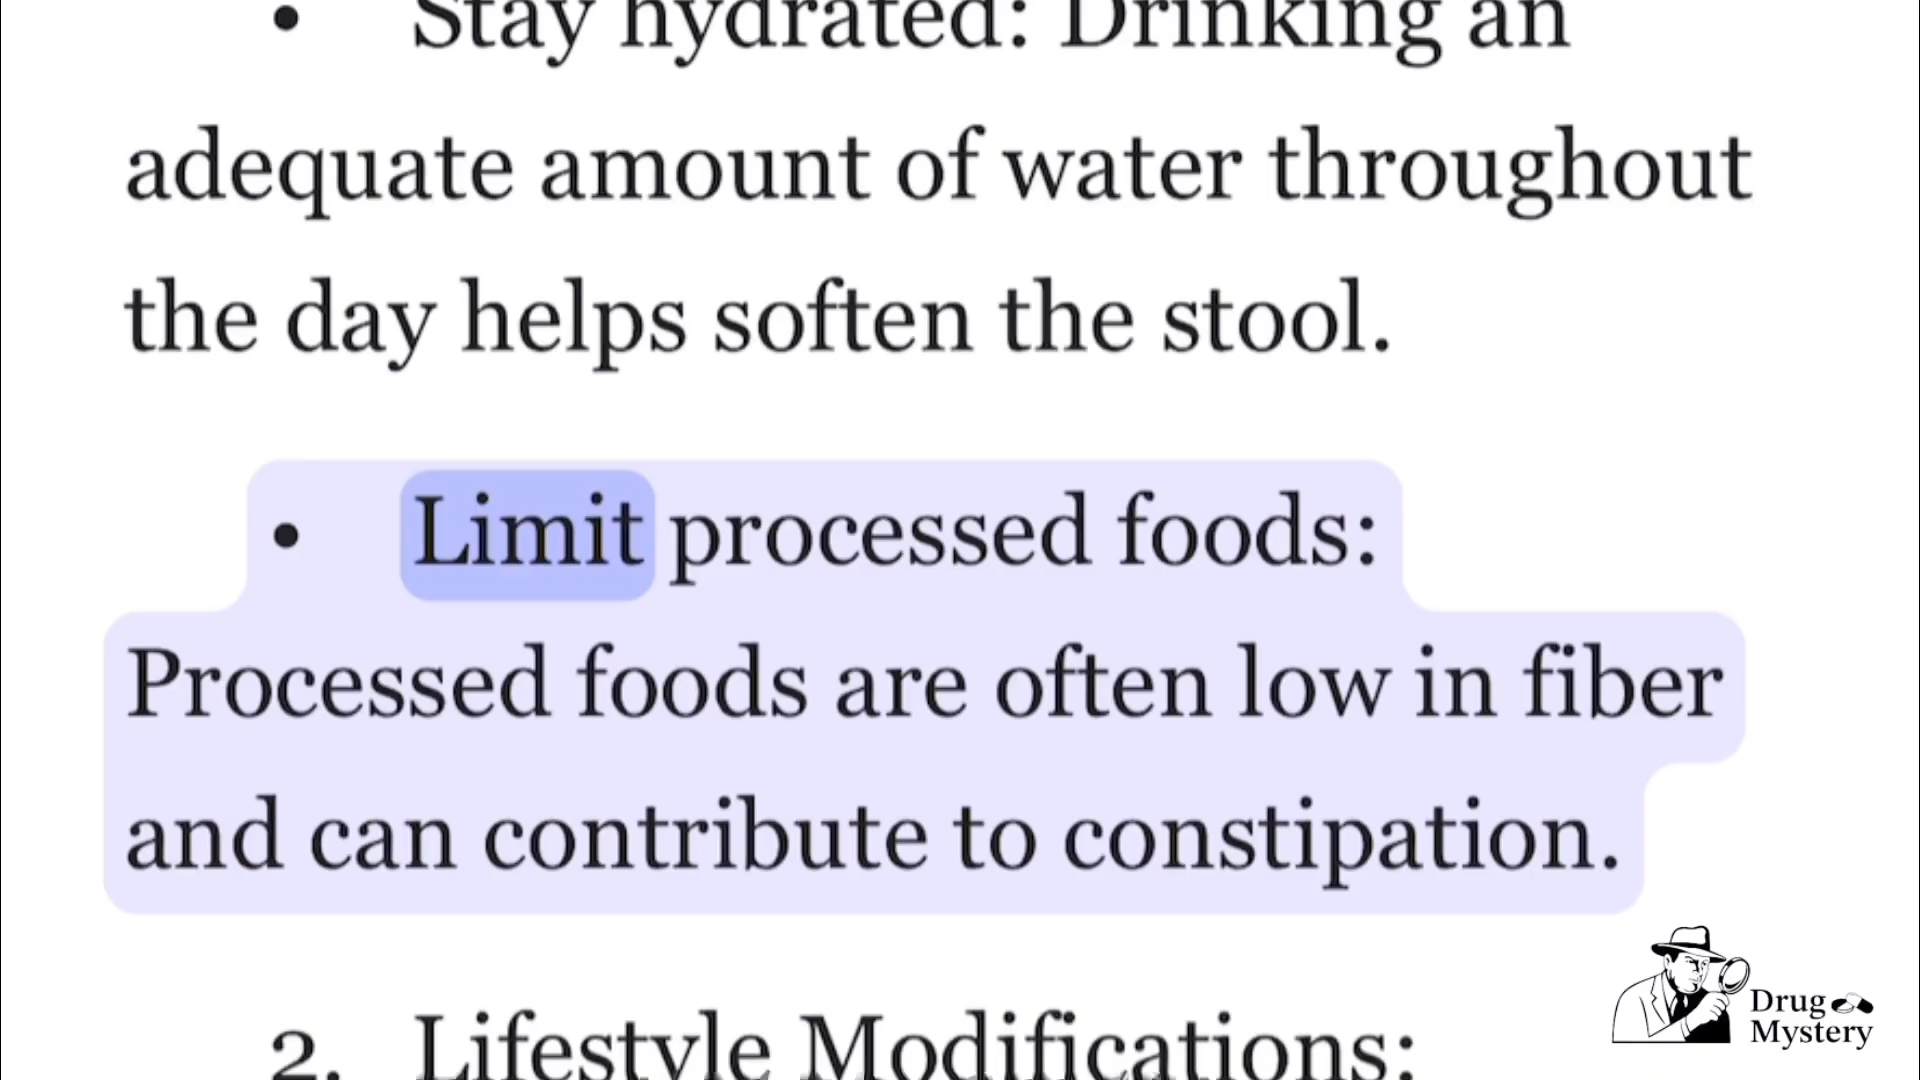 • Stay hydrated: Drinking an
adequate amount of water throughout
the day helps soften the stool.
• Limit processed foods:
Processed foods are often low in fiber
and can contribute to constipation.
2. Lifestyle Modifications:
Drug
Mystery